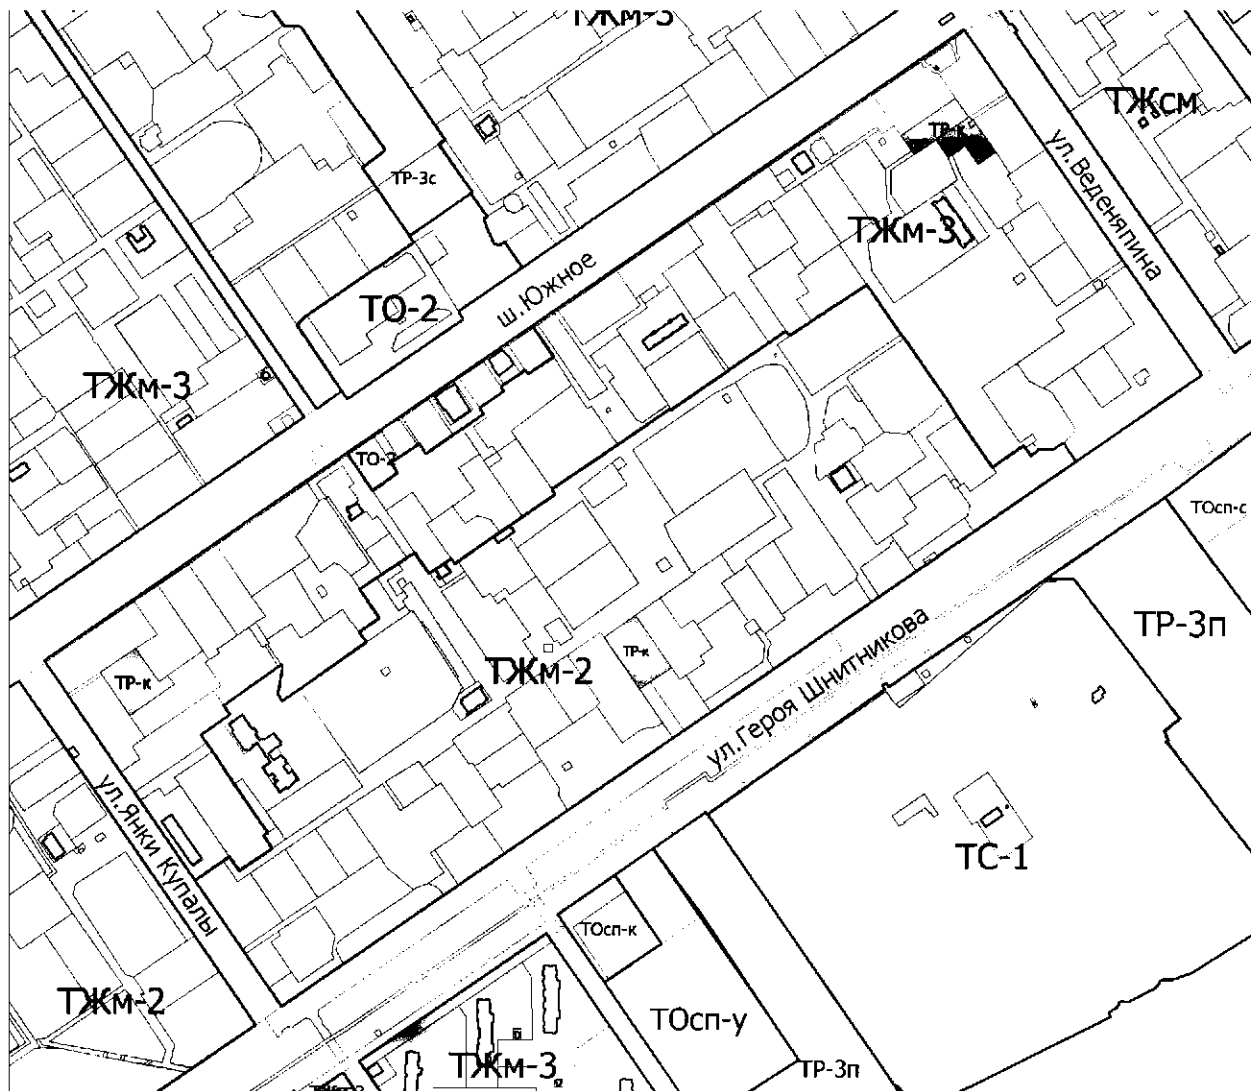 ТЖм-3
ТЖсм
ТР-к
ул.Веденяпина
ТР-3с
ТЖм-3
ш.Южное
ТО-2
ТЖм-3
ТО-2
ТОсп-с
ТР-3п
ул.Героя Шнитникова
ТР-к
ТЖм-2
ТР-к
ул.Янки Купалы
ТС-1
ТОсп-к
ТЖм-2
ТОсп-у
ТЖм-3
ТР-3п